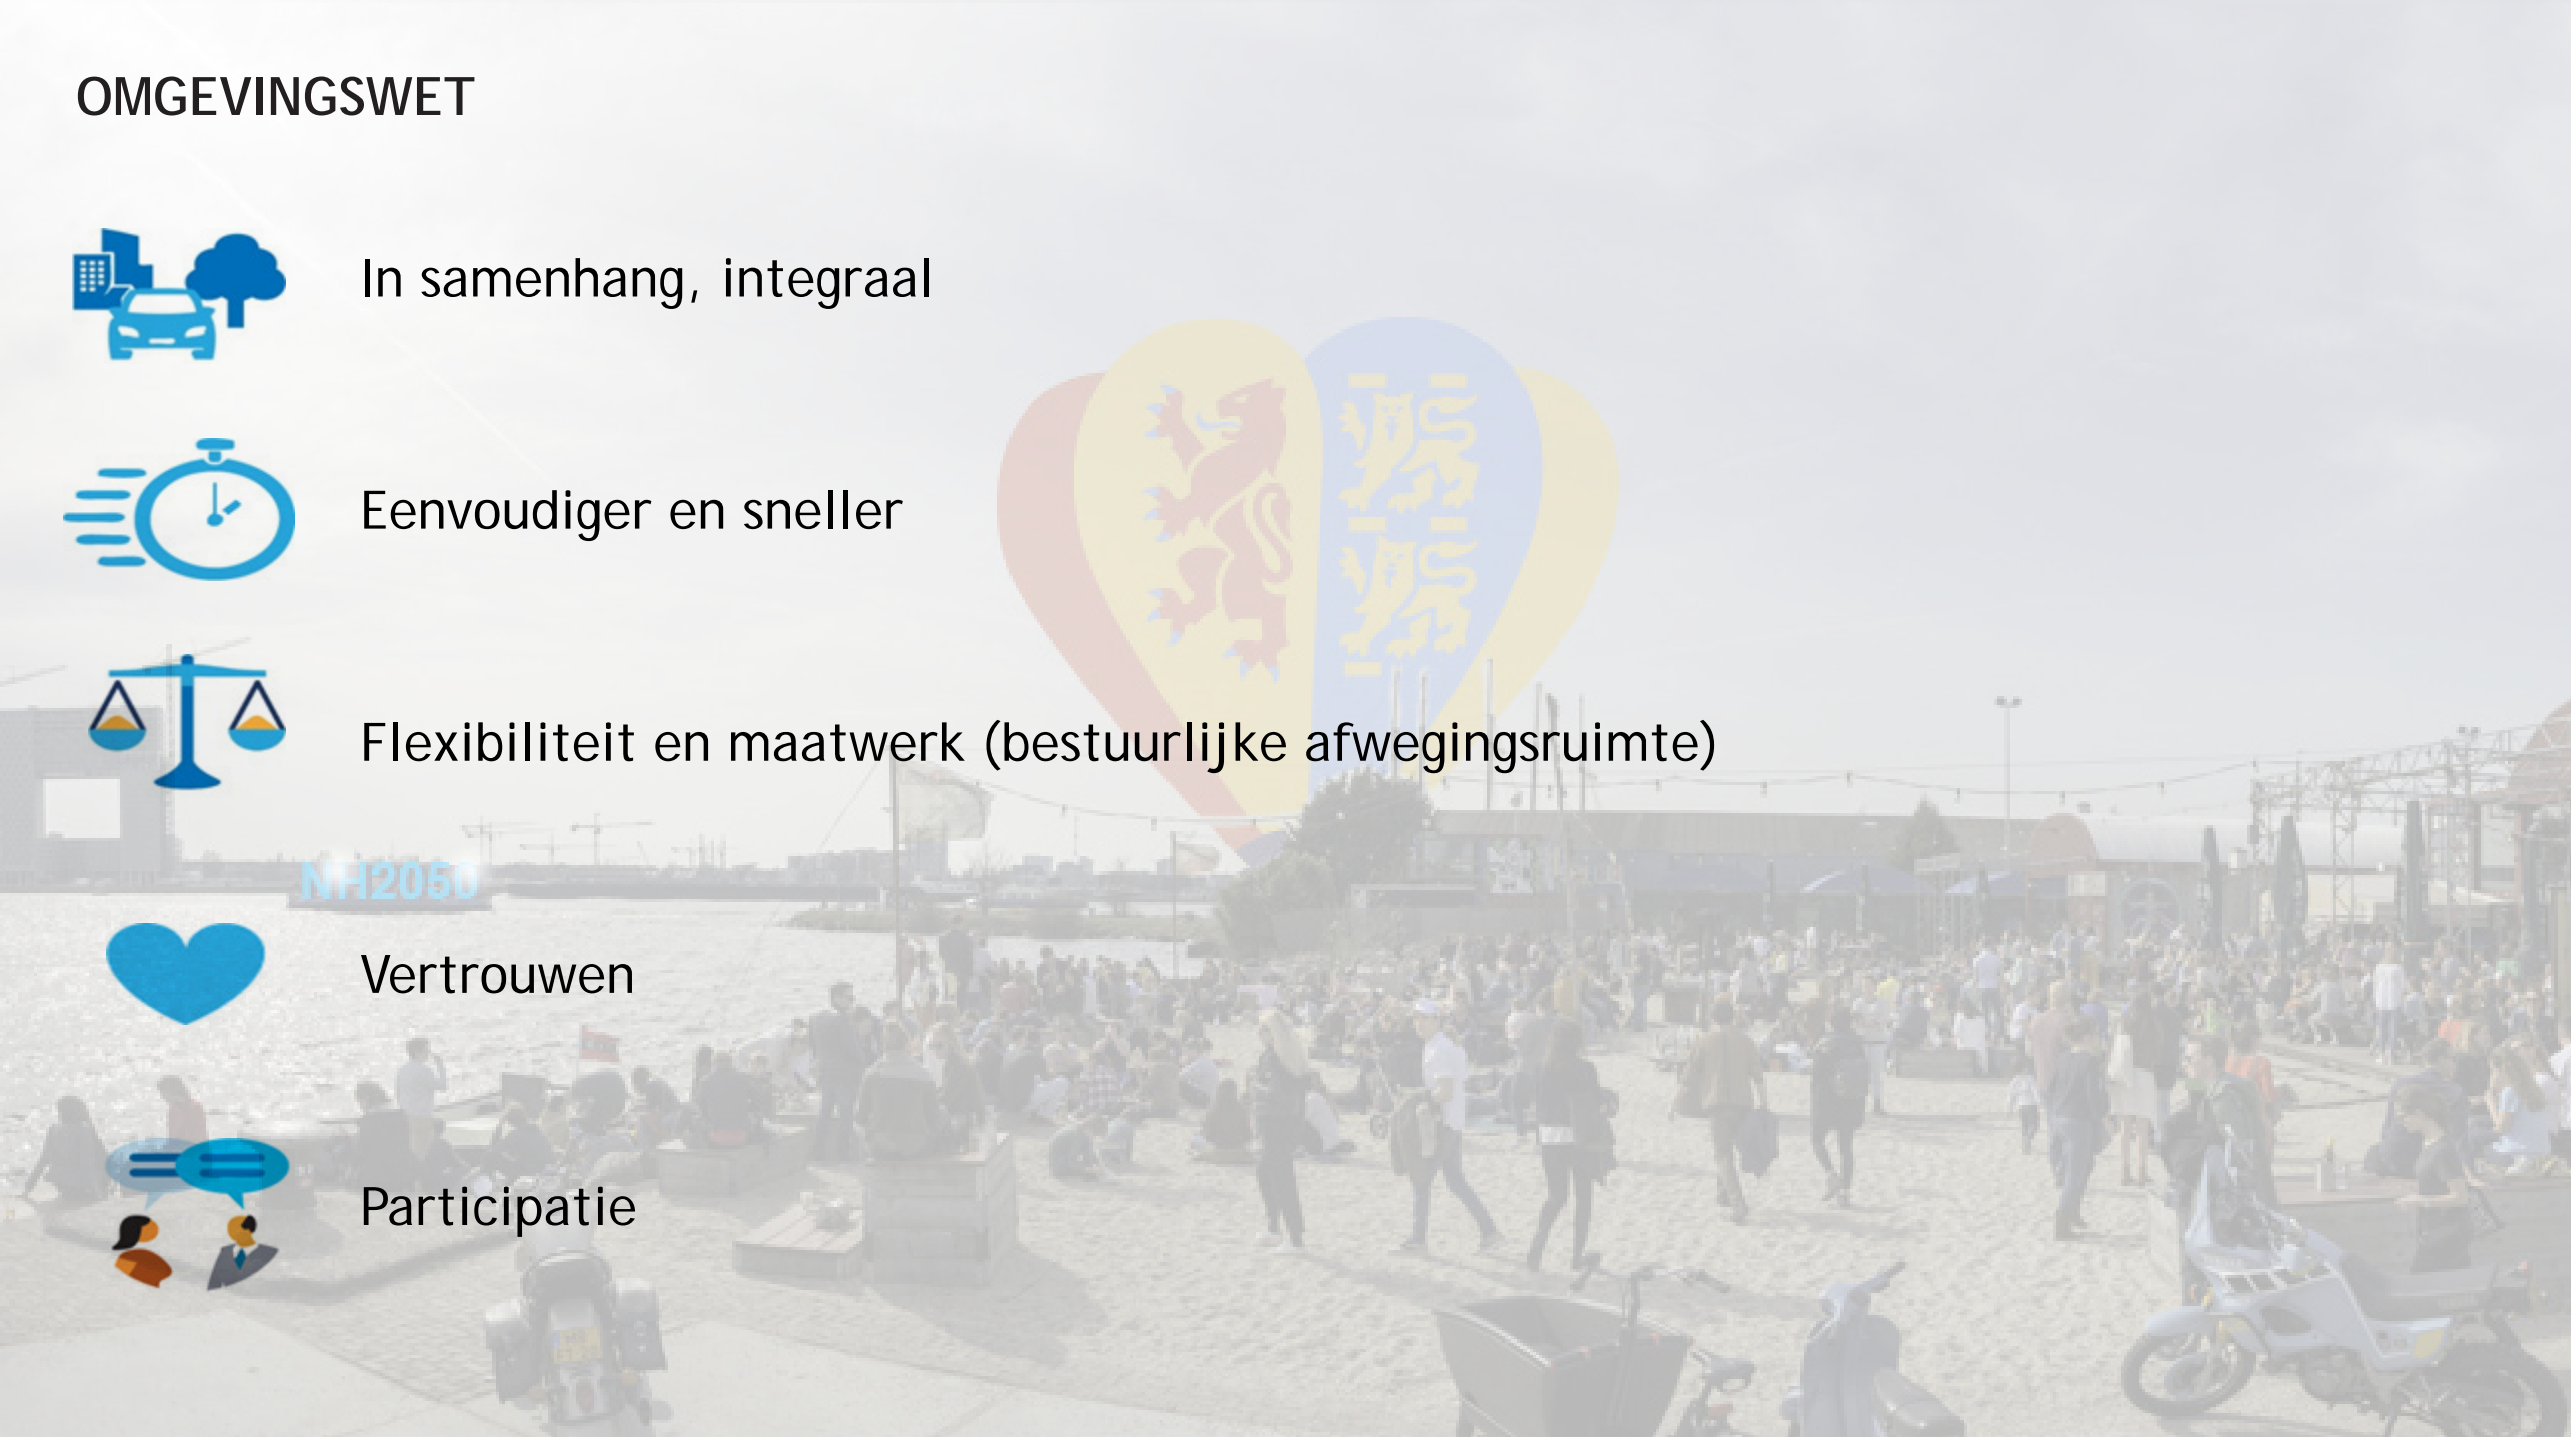 OMGEVINGSWET
In samenhang, integraal
Eenvoudiger en sneller
Flexibiliteit en maatwerk (bestuurlijke afwegingsruimte)
NH2050
Vertrouwen
Participatie